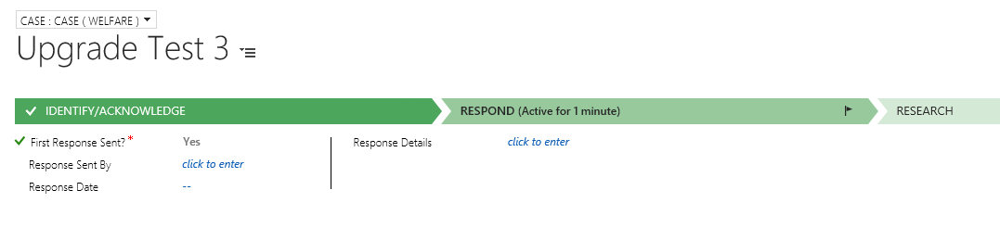 CASE : CASE ( WELFARE )
Upgrade Test 3
IDENTIFY/ACKNOWLEDGE RESPOND (Active for 1 minute) RESEARCH
First Response Sent? * Yes Response Details click to enter
Response Sent By click to enter
Response Date --